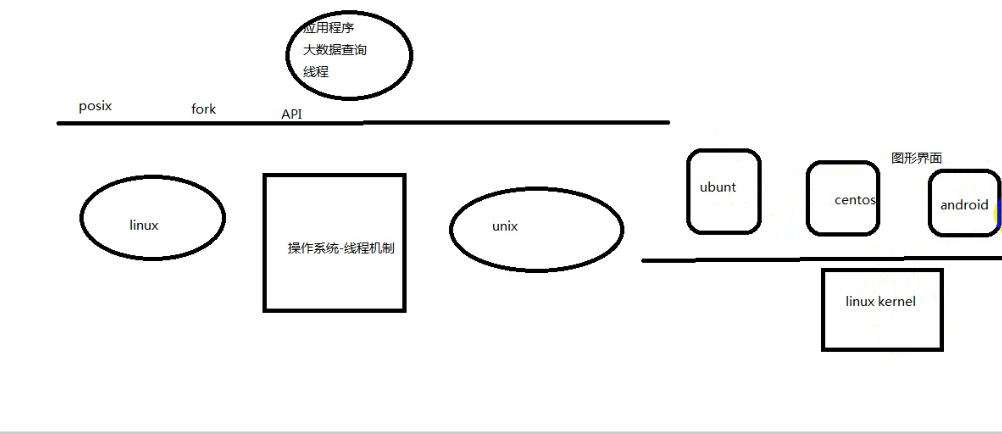 应用程序
大数据查询
线程
posix
fork
API
linux
操作系统-线程机制
unix
图形界面
ubunt
centos
android
linux kernel